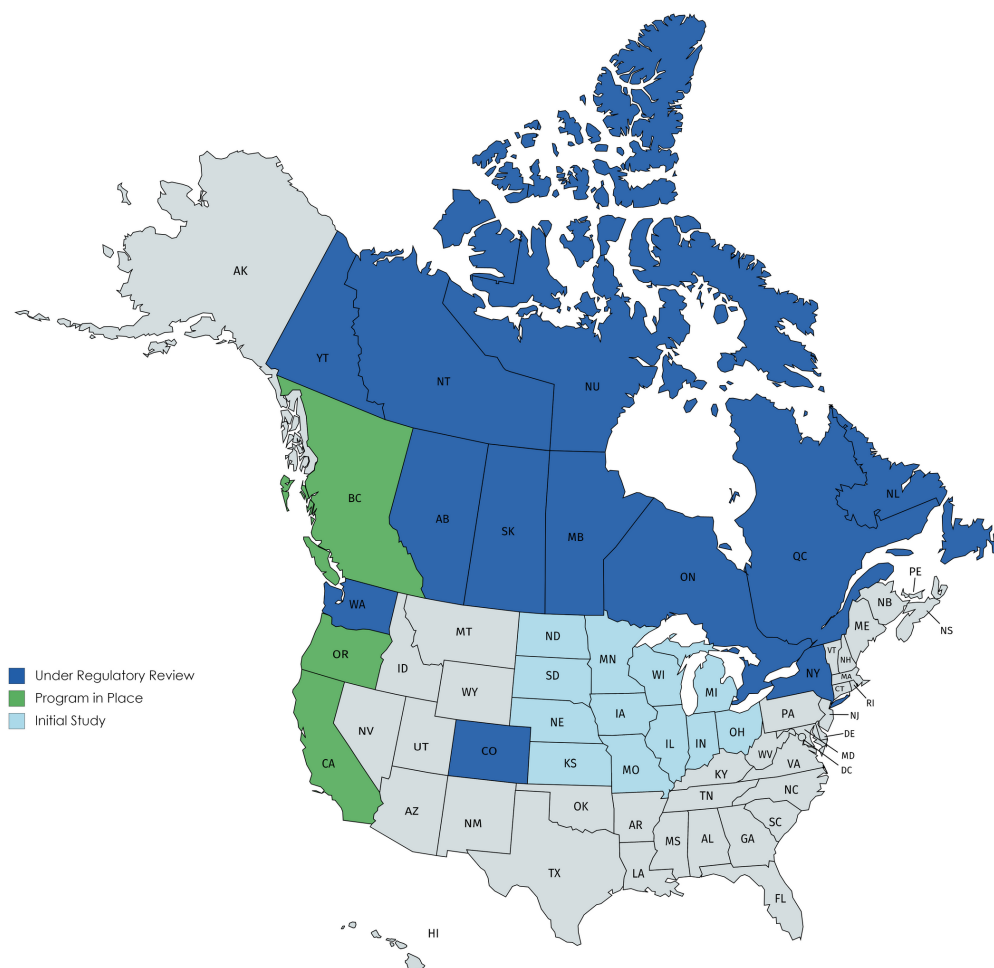 AK
YT
NT
NU
BC
AB
SK
MB
ON
QC
NL
PE
NB
NS
WA
MT
ND
MN
ME
OR
ID
SD
WI
MI
NY
VT
NH
MA
CT
RI
Under Regulatory Review
Program in Place
Initial Study
WY
NE
IA
PA
NJ
NV
UT
CO
KS
IL
IN
OH
DE
MD
DC
CA
MO
WV
VA
KY
AZ
NM
OK
AR
TN
NC
SC
TX
LA
MS
AL
GA
FL
HI